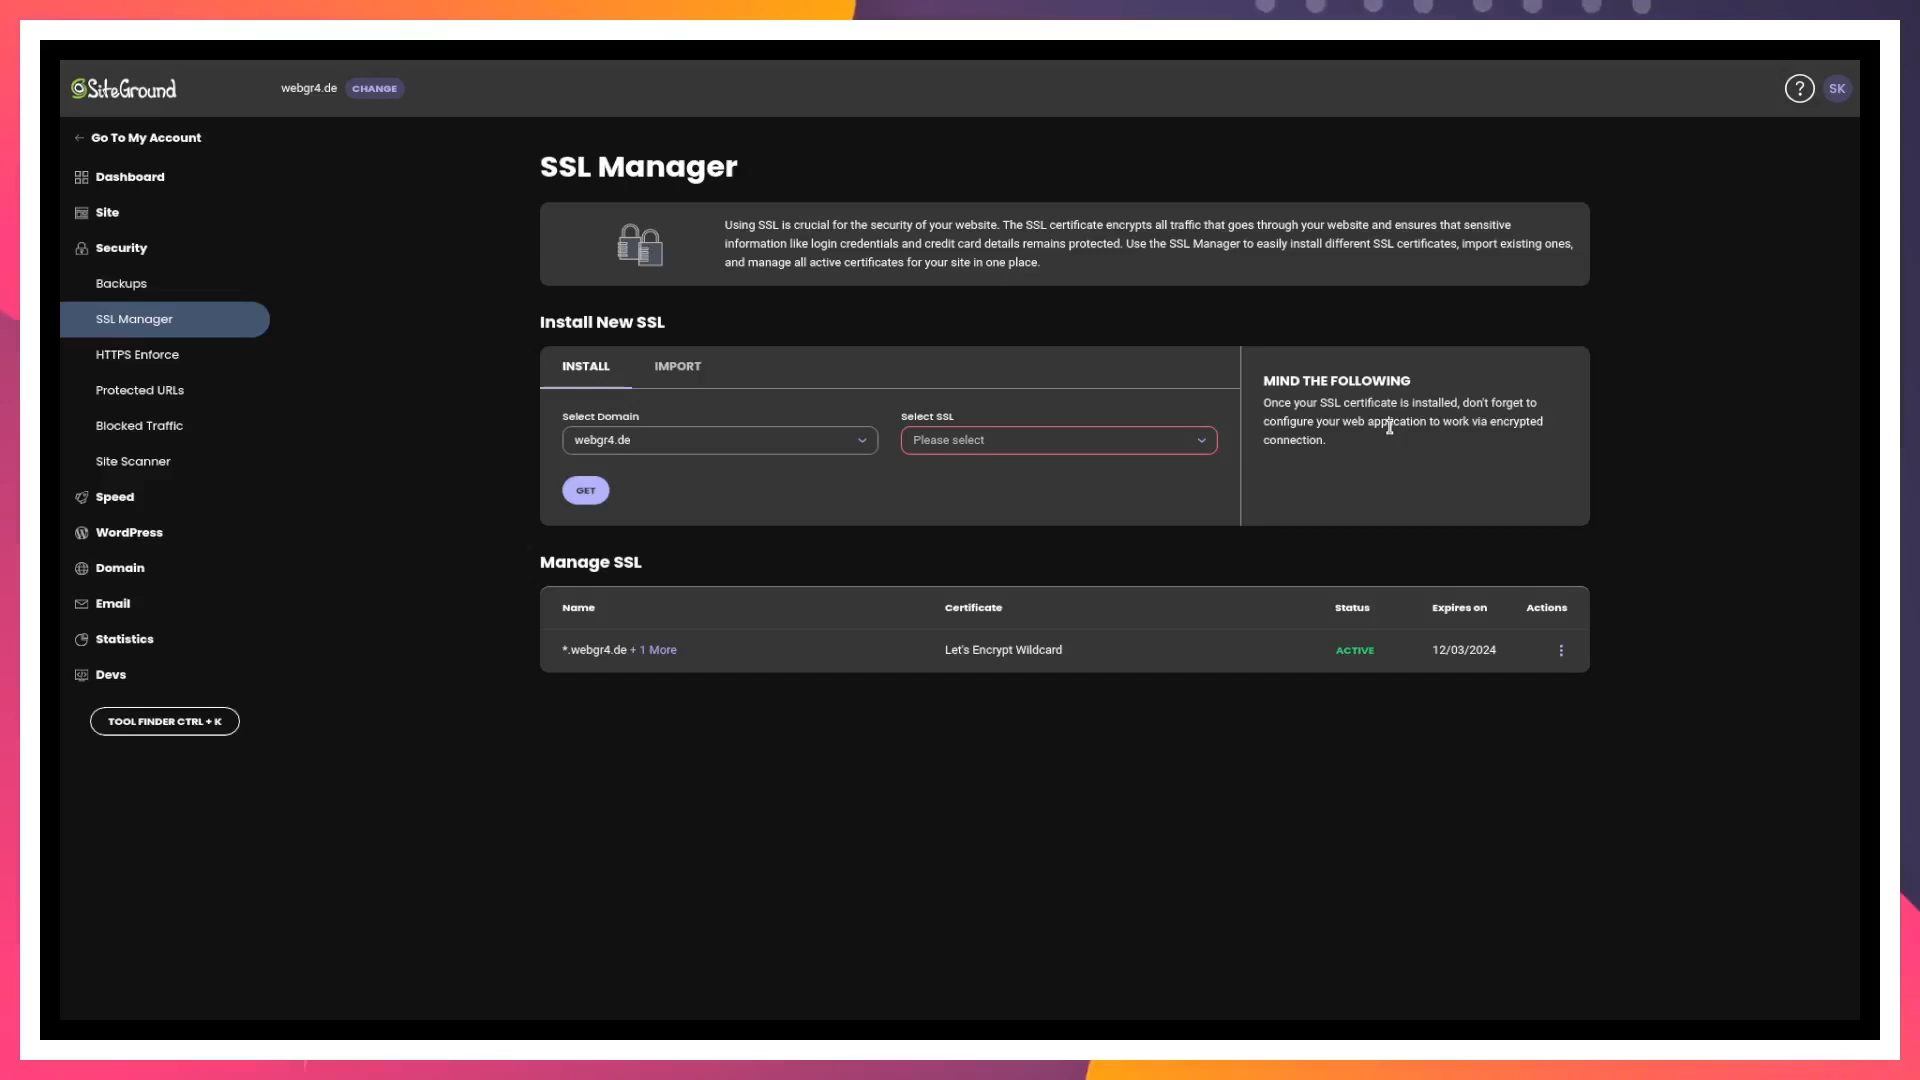 SiteGround
webgr4.de CHANGE
? SK
Go To My Account
Dashboard
Site
Security
Backups
SSL Manager
HTTPS Enforce
Protected URLs
Blocked Traffic
Site Scanner
Speed
WordPress
Domain
Email
Statistics
Devs
TOOL FINDER CTRL + K
SSL Manager
Using SSL is crucial for the security of your website. The SSL certificate encrypts all traffic that goes through your website and ensures that sensitive
information like login credentials and credit card details remains protected. Use the SSL Manager to easily install different SSL certificates, import existing ones,
and manage all active certificates for your site in one place.
Install New SSL
INSTALL IMPORT
Select Domain Select SSL
webgr4.de Please select
GET
MIND THE FOLLOWING
Once your SSL certificate is installed, don't forget to
configure your web application to work via encrypted
connection.
Manage SSL
Name Certificate Status Expires on Actions
*.webgr4.de + 1 More Let's Encrypt Wildcard ACTIVE 12/03/2024